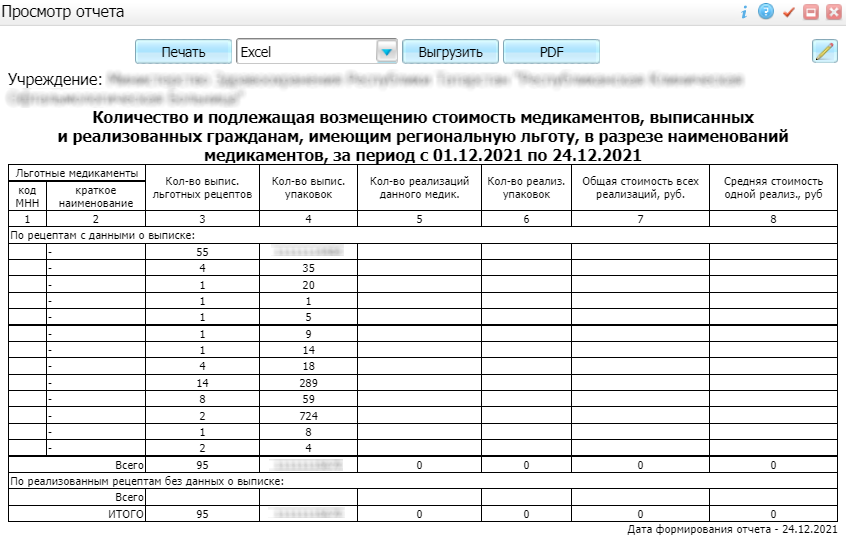 Просмотр отчета
Печать Excel Выгрузить PDF
Учреждение:
Количество и подлежащая возмещению стоимость медикаментов, выписанных
и реализованных гражданам, имеющим региональную льготу, в разрезе наименований
медикаментов, за период с 01.12.2021 по 24.12.2021
Льготные медикаменты
код МНН
краткое наименование
Кол-во выпис. льготных рецептов
Кол-во выпис. упаковок
Кол-во реализаций данного медик.
Кол-во реализ. упаковок
Общая стоимость всех реализаций, руб.
Средняя стоимость одной реализ., руб
1 2 3 4 5 6 7 8
По рецептам с данными о выписке:
- 55
- 4 35
- 1 20
- 1 1
- 1 5
- 1 9
- 1 14
- 4 18
- 14 289
- 8 59
- 2 724
- 1 8
- 2 4
Всего 95 0 0 0 0
По реализованным рецептам без данных о выписке:
Всего
ИТОГО 95 0 0 0 0
Дата формирования отчета - 24.12.2021